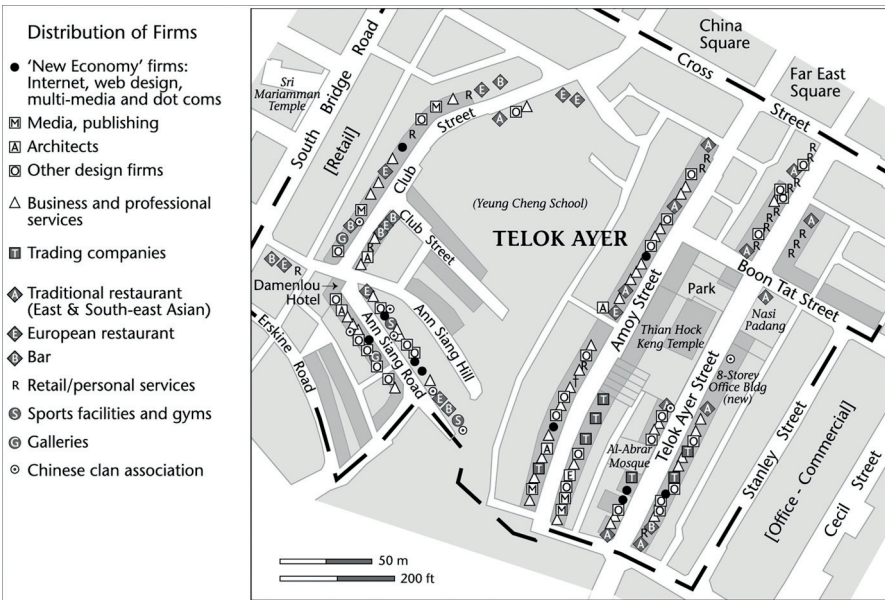 Distribution of Firms
'New Economy' firms:
Internet, web design,
multi-media and dot coms
M Media, publishing
A Architects
O Other design firms
Business and professional
services
T Trading companies
A Traditional restaurant
(East & South-east Asian)
E European restaurant
B Bar
R Retail/personal services
S Sports facilities and gyms
G Galleries
Chinese clan association
China
Square
Cross
Street
Far East
Square
Sri
Mariamman
Temple
South Bridge Road
[Retail]
Club
Street
(Yeung Cheng School)
TELOK AYER
Club Street
Damenlou
Hotel
Erskine Road
Ann Siang Road
Ann Siang Hill
Amoy Street
Park
Boon Tat Street
Thian Hock
Keng Temple
Nasi
Padang
8-Storey
Office Bldg
(new)
Telok Ayer Street
Al-Abrar
Mosque
Stanley Street
[Office - Commercial]
Cecil Street
50 m
200 ft